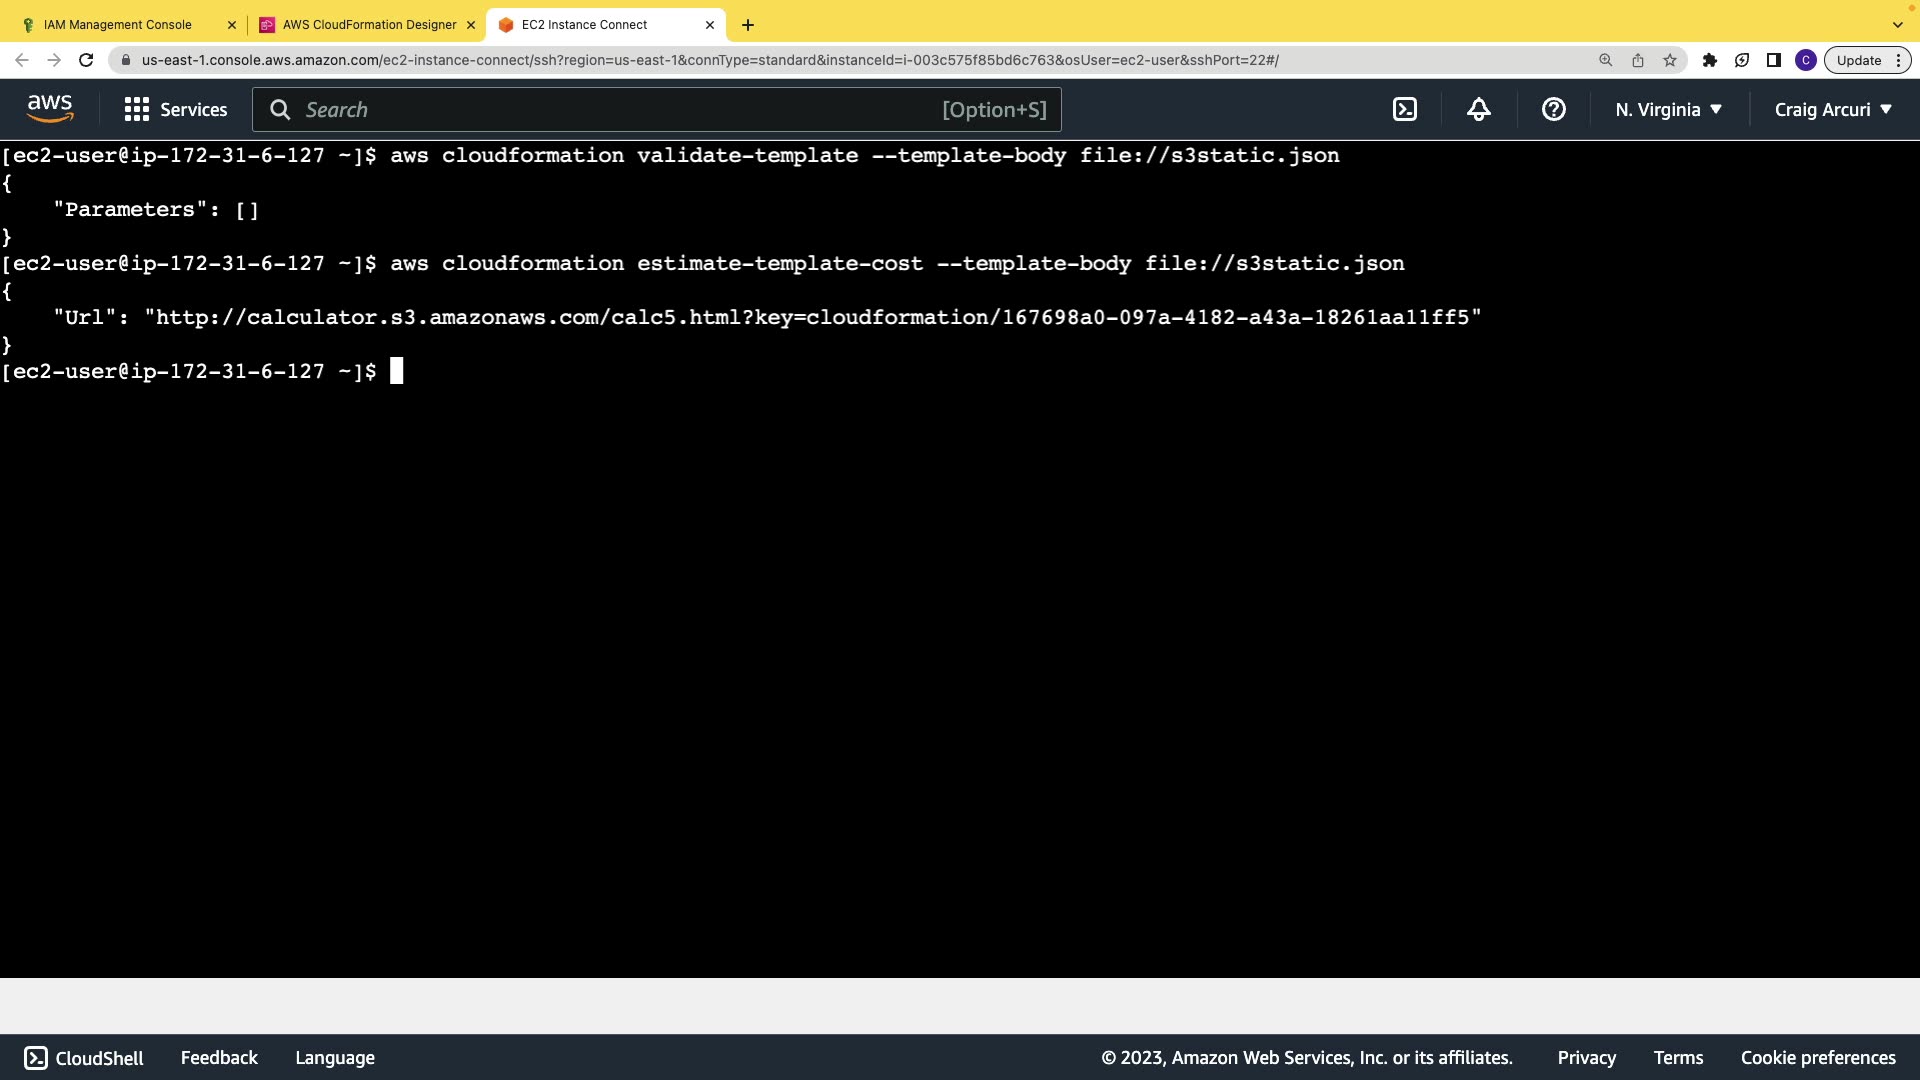 IAM Management Console
AWS CloudFormation Designer
EC2 Instance Connect
us-east-1.console.aws.amazon.com/ec2-instance-connect/ssh?region=us-east-1&connType=standard&instanceId=i-003c575f85bd6c763&osUser=ec2-user&sshPort=22#/
C
Update
aws
Services
Search
[Option+S]
N. Virginia
Craig Arcuri
[ec2-user@ip-172-31-6-127 ~]$ aws cloudformation validate-template --template-body file://s3static.json
{
    "Parameters": []
}
[ec2-user@ip-172-31-6-127 ~]$ aws cloudformation estimate-template-cost --template-body file://s3static.json
{
    "Url": "http://calculator.s3.amazonaws.com/calc5.html?key=cloudformation/167698a0-097a-4182-a43a-18261aa11ff5"
}
[ec2-user@ip-172-31-6-127 ~]$
CloudShell
Feedback
Language
© 2023, Amazon Web Services, Inc. or its affiliates.
Privacy
Terms
Cookie preferences